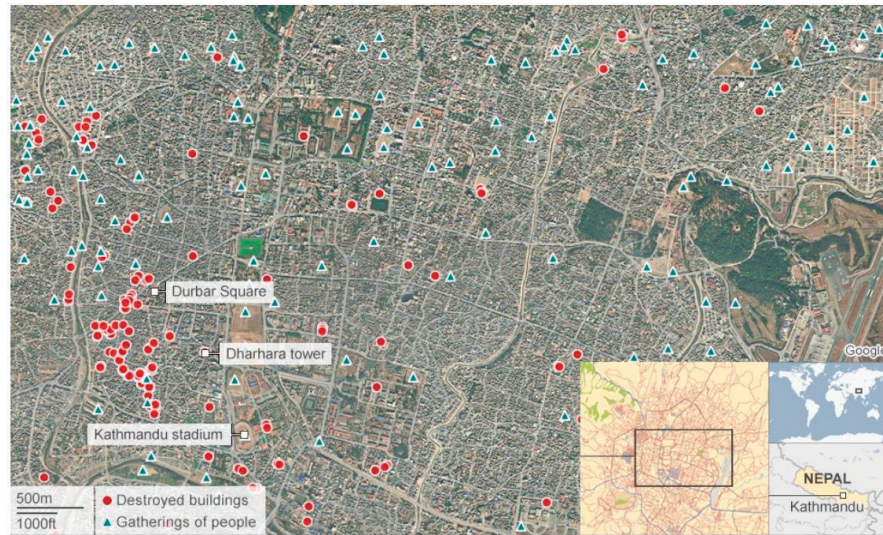 Durbar Square
Dharhara tower
Google
Kathmandu stadium
500m
1000ft
Destroyed buildings
Gatherings of people
NEPAL
Kathmandu